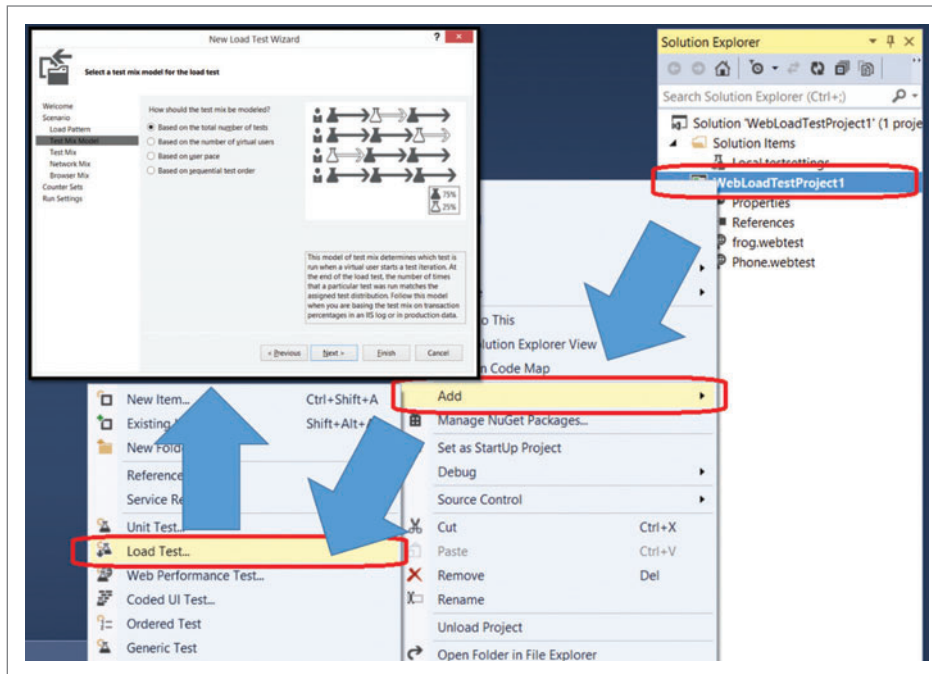 New Load Test Wizard
?
Select a test mix model for the load test
Welcome
Scenario
Load Pattern
Test Mix Model
Test Mix
Network Mix
Browser Mix
Counter Sets
Run Settings
How should the test mix be modeled?
Based on the total number of tests
Based on the number of virtual users
Based on user pace
Based on sequential test order
75%
25%
This model of test mix determines which test is
run when a virtual user starts a test iteration. At
the end of the load test, the number of times
that a particular test was run matches the
assigned test distribution. Follow this model
when you are basing the test mix on transaction
percentages in an IIS log or in production data.
< Previous
Next >
Finish
Cancel
Solution Explorer
Search Solution Explorer (Ctrl+;)
Solution 'WebLoadTestProject1' (1 proje
Solution Items
Local.testsettings
WebLoadTestProject1
Properties
References
frog.webtest
Phone.webtest
o This
lution Explorer View
Code Map
Add
Manage NuGet Packages...
Set as StartUp Project
Debug
Source Control
Cut Ctrl+X
Paste Ctrl+V
Remove Del
Rename
Unload Project
Open Folder in File Explorer
New Item... Ctrl+Shift+A
Existing Shift+Alt+
New Fold
Reference
Service Re
Unit Test...
Load Test...
Web Performance Test...
Coded UI Test...
Ordered Test
Generic Test